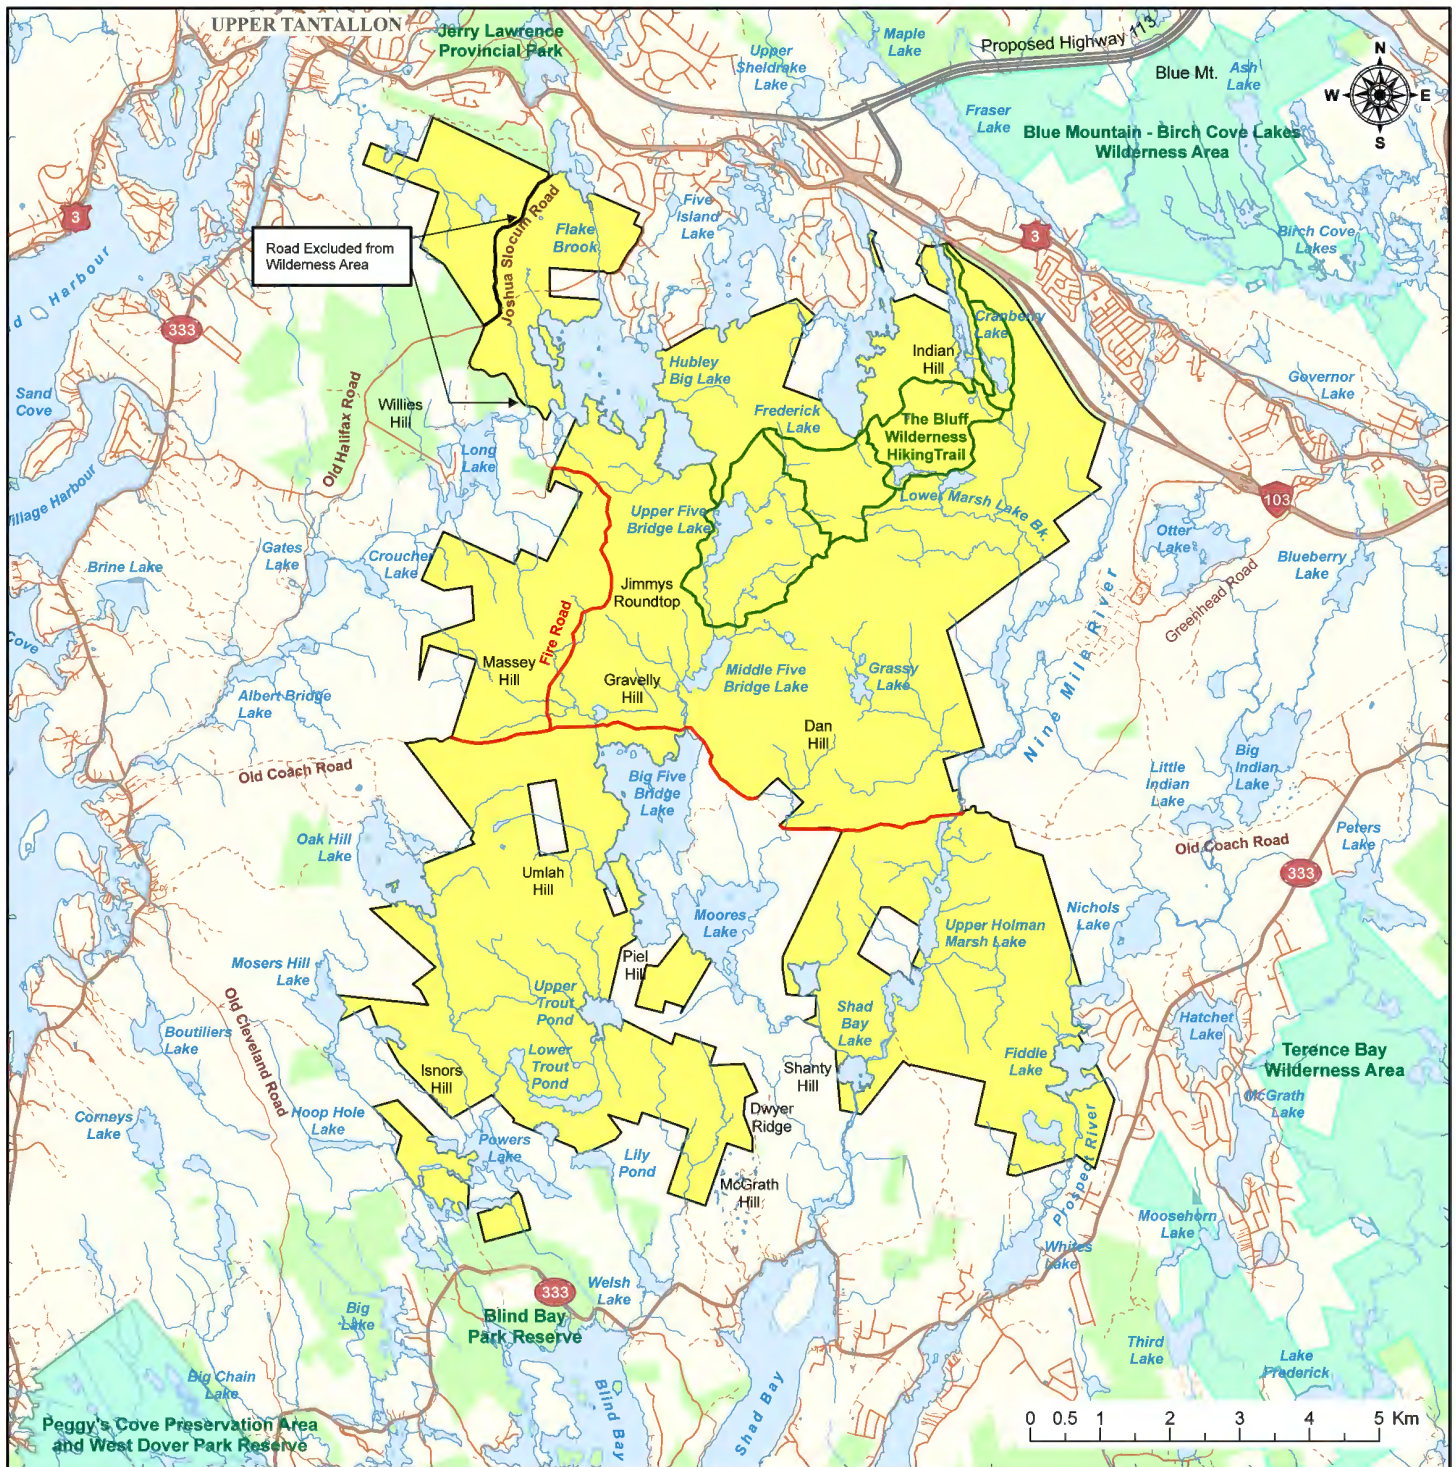 UPPER TANTALLON
Jerry Lawrence
Provincial Park
Upper
Sheldrake
Lake
Maple
Lake
Proposed Highway 113
Blue Mt.
Ash
Lake
N
W
E
S
Fraser
Lake
Blue Mountain - Birch Cove Lakes
Wilderness Area
3
Road Excluded from
Wilderness Area
Joshua Slocum Road
Flake
Brook
Five
Island
Lake
3
Birch Cove
Lakes
Harbour
333
Cranberry
Lake
Indian
Hill
Hubley
Big Lake
Governor
Lake
Sand
Cove
Willies
Hill
Old Halifax Road
Frederick
Lake
The Bluff
Wilderness
HikingTrail
Long
Lake
Village Harbour
Lower Marsh Lake Bk.
103
Upper Five
Bridge Lake
Otter
Lake
Blueberry
Lake
Gates
Lake
Croucher
Lake
Brine Lake
Greenhead Road
Jimmys
Roundtop
Fire Road
Nine Mile River
Cove
Massey
Hill
Gravelly
Hill
Middle Five
Bridge Lake
Grassy
Lake
Albert Bridge
Lake
Dan
Hill
Old Coach Road
Big Five
Bridge
Lake
Little
Indian
Lake
Big
Indian
Lake
Oak Hill
Lake
Old Coach Road
Peters
Lake
Umlah
Hill
333
Moores
Lake
Upper Holman
Marsh Lake
Nichols
Lake
Piel
Hill
Mosers Hill
Lake
Old Cleveland Road
Upper
Trout
Pond
Shad
Bay
Lake
Hatchet
Lake
Boutiliers
Lake
Lower
Trout
Pond
Isnors
Hill
Shanty
Hill
Fiddle
Lake
Terence Bay
Wilderness Area
McGrath
Lake
Corneys
Lake
Hoop Hole
Lake
Dwyer
Ridge
Powers
Lake
Lily
Pond
Prospect River
McGrath
Hill
Moosehorn
Lake
Whites
Lake
333
Welsh
Lake
Blind Bay
Park Reserve
Big
Lake
Third
Lake
Lake
Frederick
Big Chain
Lake
Blind Bay
Shad Bay
Peggy's Cove Preservation Area
and West Dover Park Reserve
0 0.5 1 2 3 4 5 Km